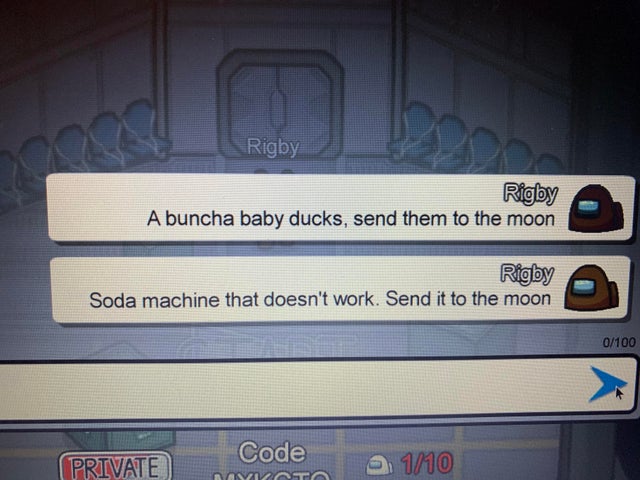 Rigby
Rigby
A buncha baby ducks, send them to the moon
Rigby
Soda machine that doesn't work. Send it to the moon
0/100
Code
PRIVATE
1/10